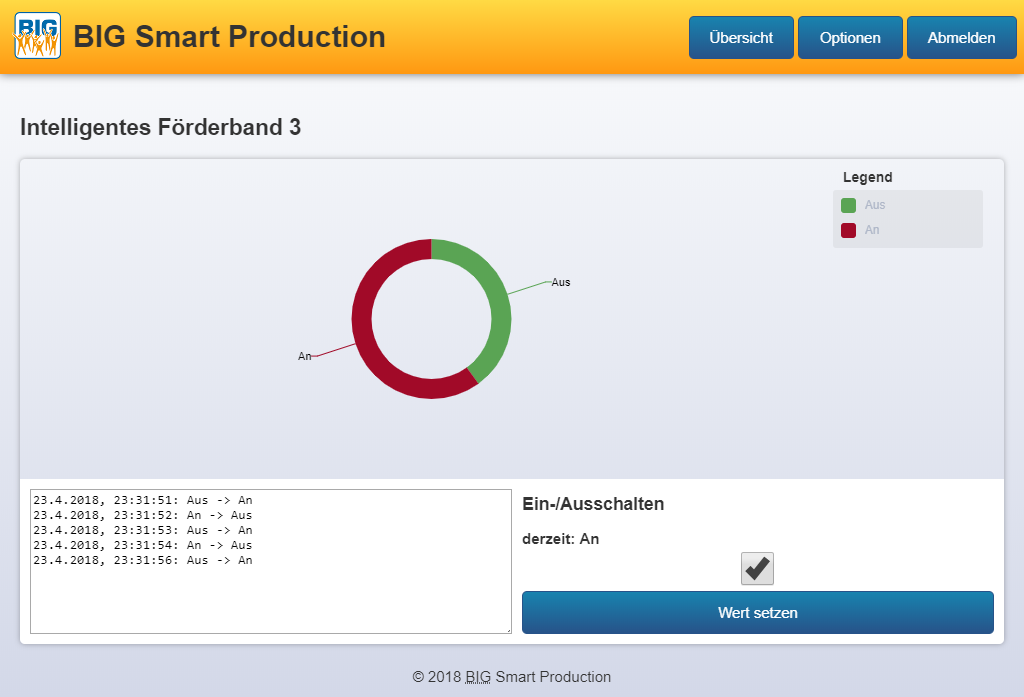 BIG
BIG Smart Production
Übersicht
Optionen
Abmelden
Intelligentes Förderband 3
Legend
Aus
An
Aus
An
23.4.2018, 23:31:51: Aus -> An
23.4.2018, 23:31:52: An -> Aus
23.4.2018, 23:31:53: Aus -> An
23.4.2018, 23:31:54: An -> Aus
23.4.2018, 23:31:56: Aus -> An
Ein-/Ausschalten
derzeit: An
Wert setzen
© 2018 BIG Smart Production